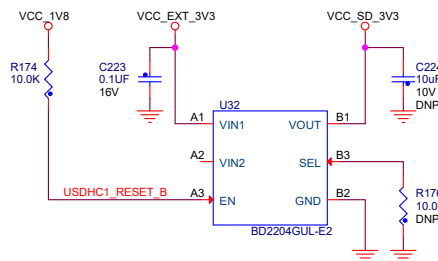 VCC_1V8
VCC_EXT_3V3
VCC_SD_3V3
R174
10.0K
C223
0.1UF
16V
C224
10uF
10V
DNP
U32
A1
VIN1
VOUT
B1
A2
VIN2
SEL
B3
USDHC1_RESET_B
A3
EN
GND
B2
BD2204GUL-E2
R176
10.0
DNP